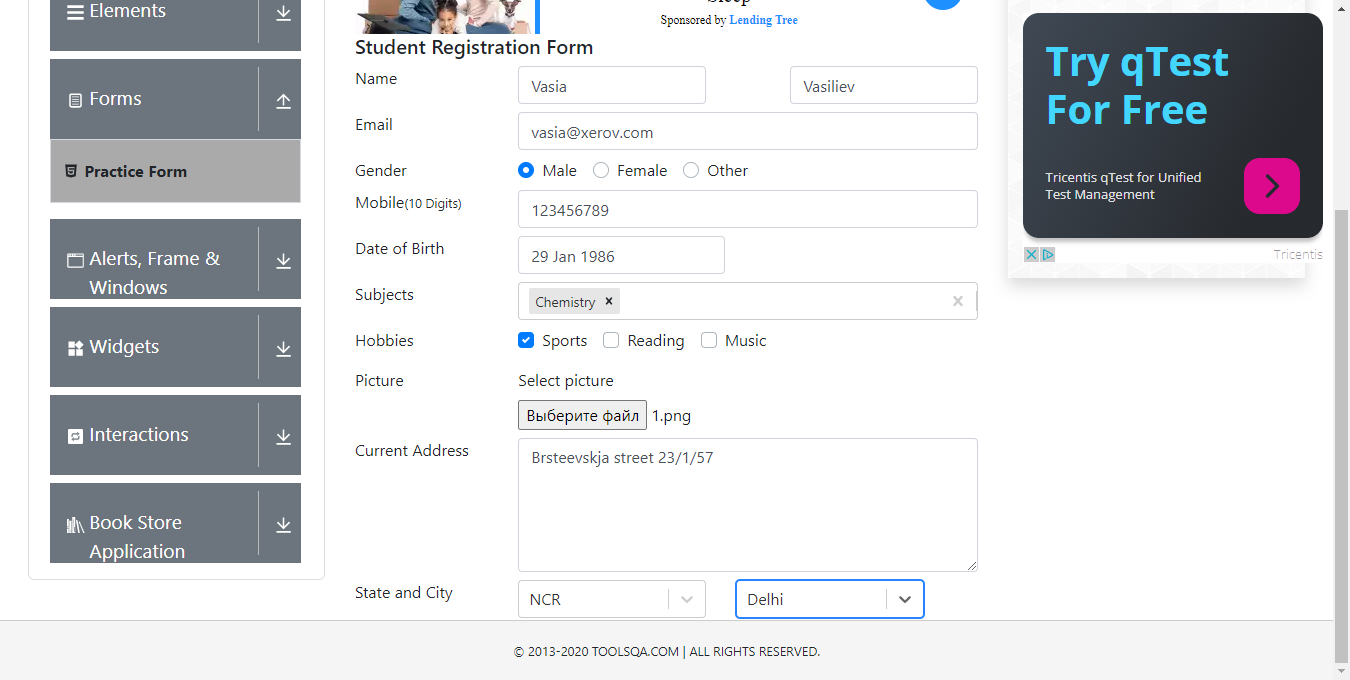 Elements
Sleep
Sponsored by Lending Tree
Try qTest
For Free
Tricentis qTest for Unified
Test Management
Tricentis
Forms
Practice Form
Alerts, Frame &
Windows
Widgets
Interactions
Book Store
Application
Student Registration Form
Name Vasia Vasiliev
Email vasia@xerov.com
Gender Male Female Other
Mobile(10 Digits) 123456789
Date of Birth 29 Jan 1986
Subjects Chemistry
Hobbies Sports Reading Music
Picture Select picture
Выберите файл 1.png
Current Address Brsteevskja street 23/1/57
State and City NCR Delhi
© 2013-2020 TOOLSQA.COM | ALL RIGHTS RESERVED.